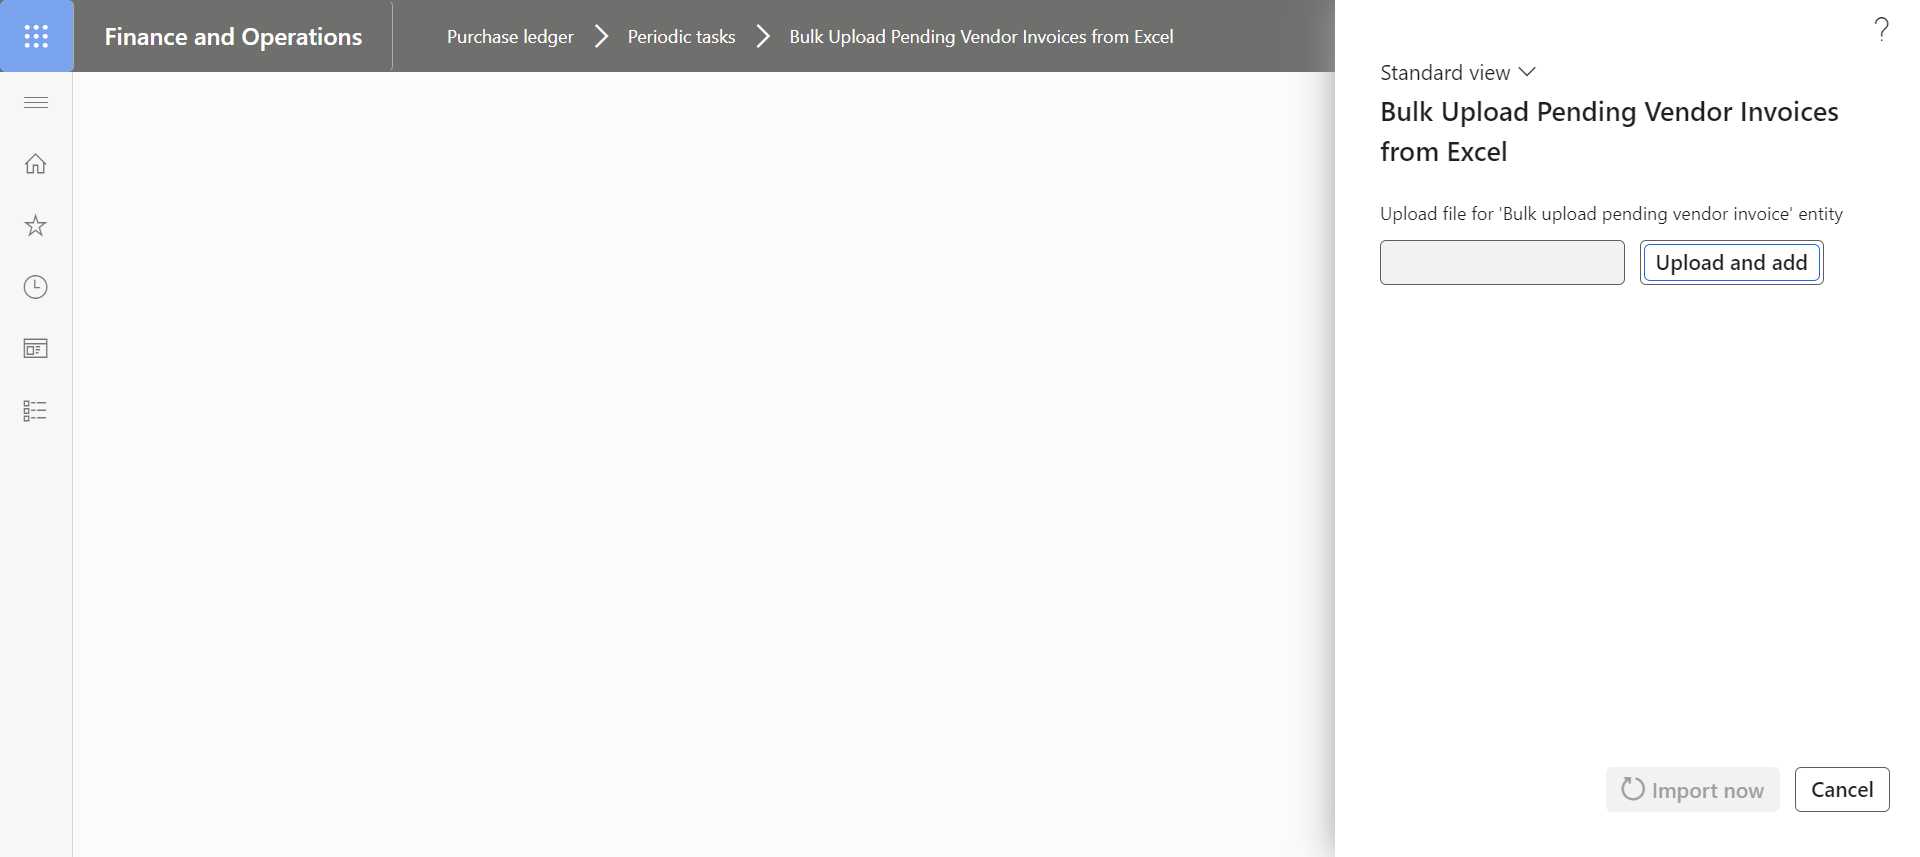 Finance and Operations
Purchase ledger
Periodic tasks
Bulk Upload Pending Vendor Invoices from Excel
?
Standard view
Bulk Upload Pending Vendor Invoices
from Excel
Upload file for 'Bulk upload pending vendor invoice' entity
Upload and add
Import now
Cancel